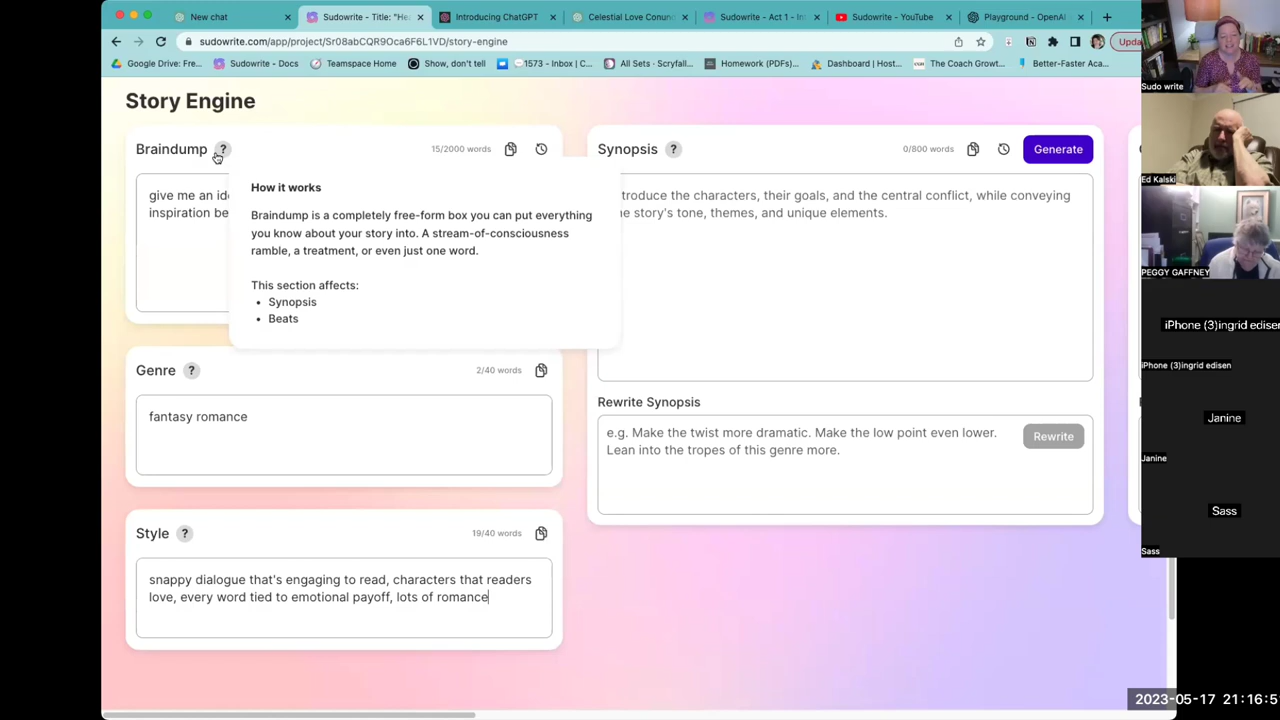 New chat
Sudowrite - Title: "Hea
Introducing ChatGPT
Celestial Love Conun
Sudowrite - Act 1 - In
Sudowrite - YouTube
Playground - OpenAI
sudowrite.com/app/project/Sr08abCQR9Oca6F6L1VD/story-engine
Upda
Google Drive: Fre...
Sudowrite - Docs
Teamspace Home
Show, don't tell
1573 - Inbox | C...
All Sets · Scryfall...
Homework (PDFs)...
Dashboard | Host...
The Coach Growt...
Better-Faster Aca...
Story Engine
Braindump ?
15/2000 words
give me an ide
inspiration be
How it works
Braindump is a completely free-form box you can put everything
you know about your story into. A stream-of-consciousness
ramble, a treatment, or even just one word.
This section affects:
• Synopsis
• Beats
Genre ?
2/40 words
fantasy romance
Style ?
19/40 words
snappy dialogue that's engaging to read, characters that readers
love, every word tied to emotional payoff, lots of romance
Synopsis ?
0/800 words
Generate
troduce the characters, their goals, and the central conflict, while conveying
e story's tone, themes, and unique elements.
Rewrite Synopsis
e.g. Make the twist more dramatic. Make the low point even lower.
Lean into the tropes of this genre more.
Rewrite
Sudo write
Ed Kalski
PEGGY GAFFNEY
iPhone (3)ingrid edisen
iPhone (3)ingrid edisen
Janine
Janine
Sass
Sass
2023-05-17 21:16:5